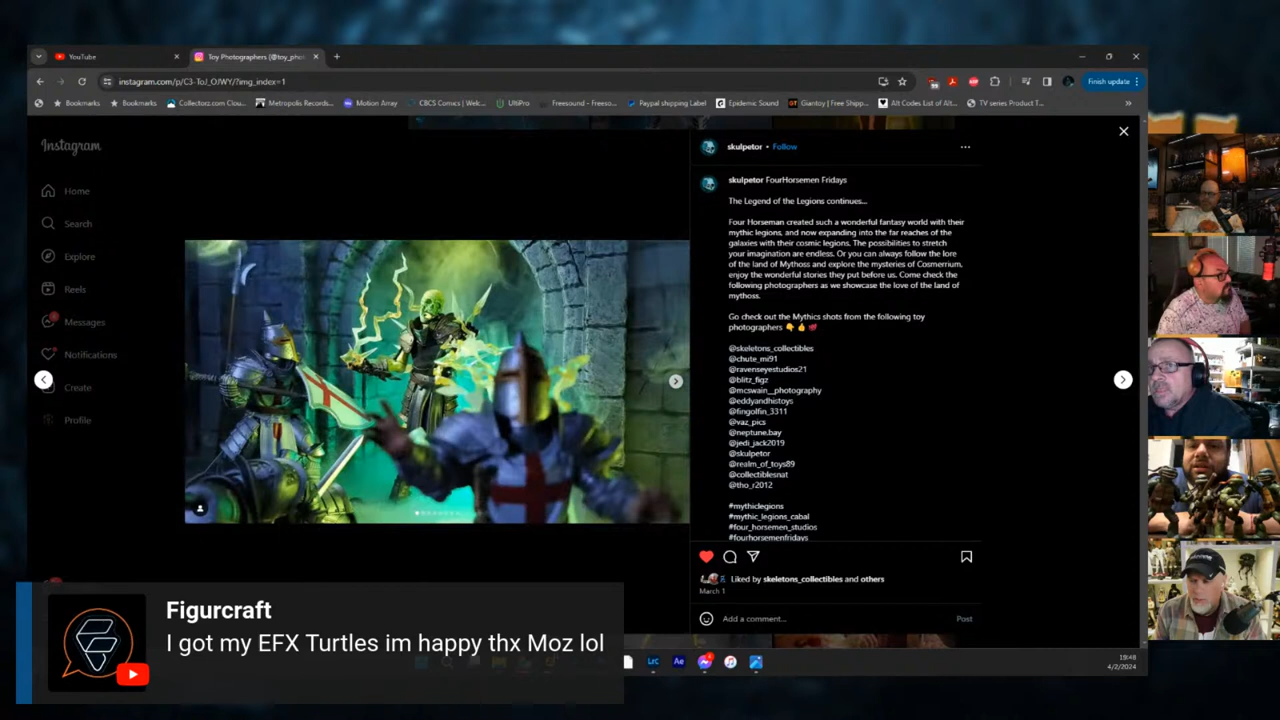 YouTube
Toy Photographers (@toy_phot
instagram.com/p/C3-ToJ_OJWY/?img_index=1
Finish update
Bookmarks
Bookmarks
Collectorz.com Clou...
Metropolis Records...
Motion Array
CBCS Comics | Welc...
UltiPro
Freesound - Freeso...
Paypal shipping Label
Epidemic Sound
Giantoy | Free Shipp...
Alt Codes List of Alt...
TV series Product T...
Instagram
Home
Search
Explore
Reels
Messages
Notifications
Create
Profile
skulpetor • Follow
skulpetor FourHorsemen Fridays
The Legend of the Legions continues...
Four Horseman created such a wonderful fantasy world with their
mythic legions, and now expanding into the far reaches of the
galaxies with their cosmic legions. The possibilities to stretch
your imagination are endless. Or you can always follow the lore
of the land of Mythoss and explore the mysteries of Cosmerrium,
enjoy the wonderful stories they put before us. Come check the
following photographers as we showcase the love of the land of
mythoss.
Go check out the Mythics shots from the following toy
photographers
@skeletons_collectibles
@chute_mi91
@ravenseyestudios21
@blitz_figz
@mcswain__photography
@eddyandhistoys
@fingolfin_3311
@vaz_pics
@neptune.bay
@jedi_jack2019
@skulpetor
@realm_of_toys89
@collectiblesnat
@tho_r2012
#mythiclegions
#mythic_legions_cabal
#four_horsemen_studios
#fourhorsemenfridays
Liked by skeletons_collectibles and others
March 1
Add a comment...
Post
Figurcraft
I got my EFX Turtles im happy thx Moz lol
LrC
Ae
19:48
4/2/2024